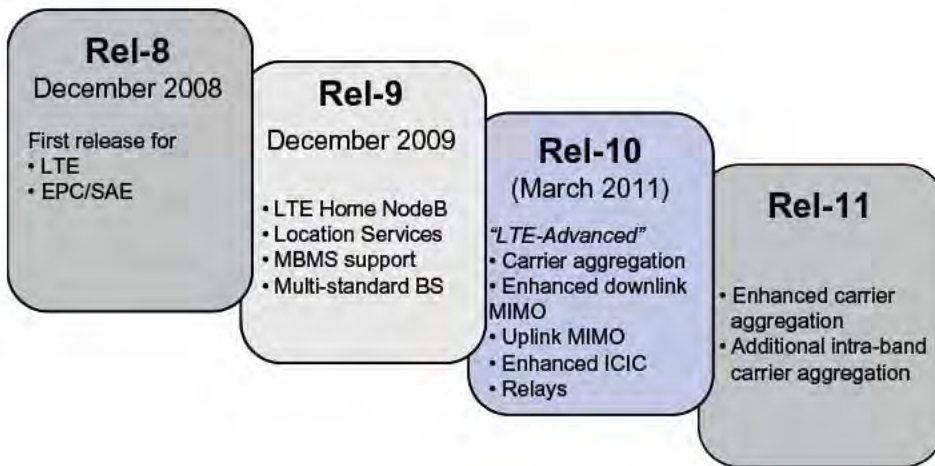 Rel-8
December 2008
First release for
• LTE
• EPC/SAE
Rel-9
December 2009
• LTE Home NodeB
• Location Services
• MBMS support
• Multi-standard BS
Rel-10
(March 2011)
"LTE-Advanced"
• Carrier aggregation
• Enhanced downlink
MIMO
• Uplink MIMO
• Enhanced ICIC
• Relays
Rel-11
• Enhanced carrier
aggregation
• Additional intra-band
carrier aggregation